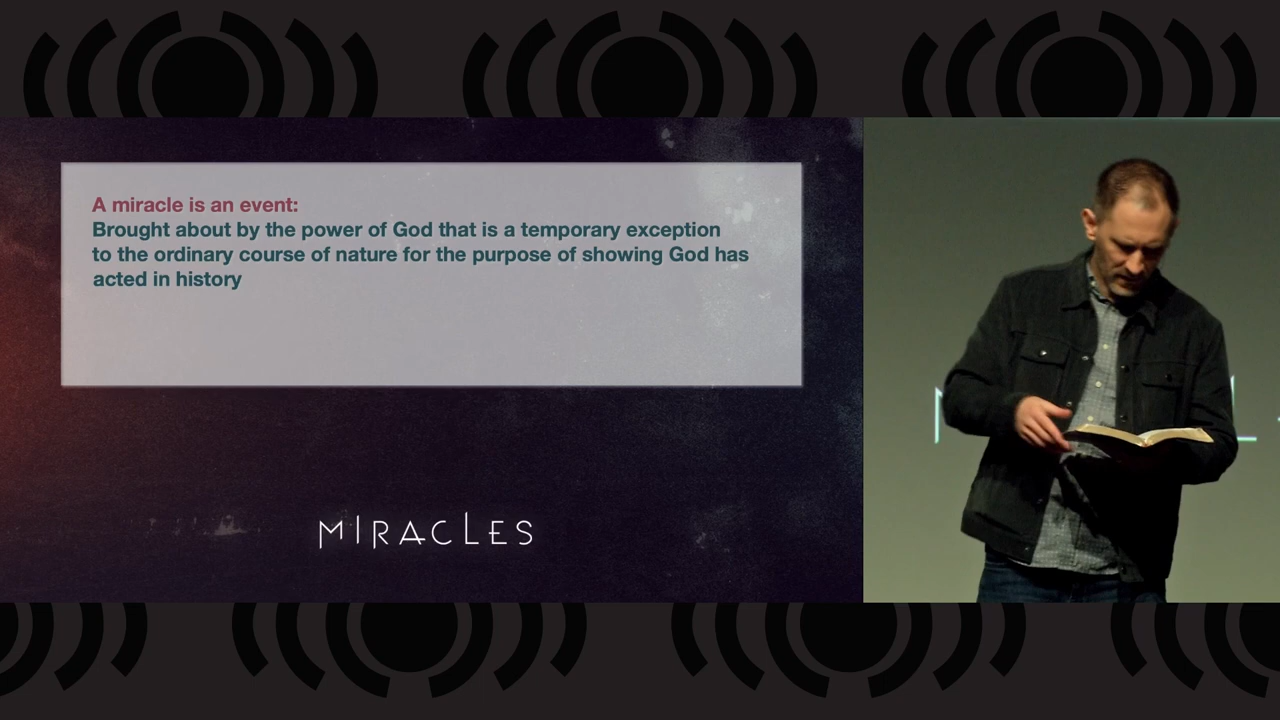 A miracle is an event:
Brought about by the power of God that is a temporary exception
to the ordinary course of nature for the purpose of showing God has
acted in history
MIRACLES